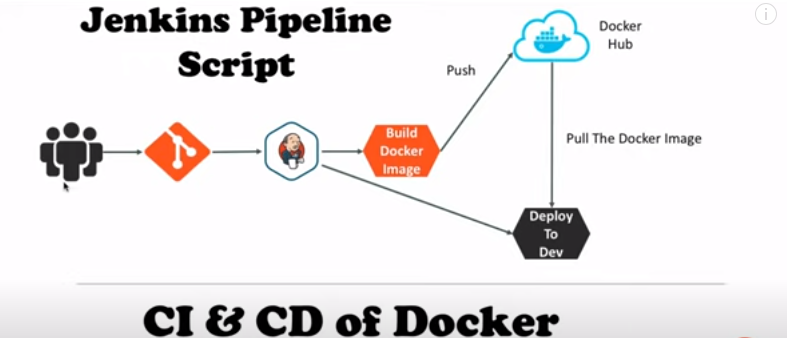 Jenkins Pipeline
Script
Docker
Hub
Push
Build
Docker
Image
Pull The Docker Image
Deploy
To
Dev
CI & CD of Docker